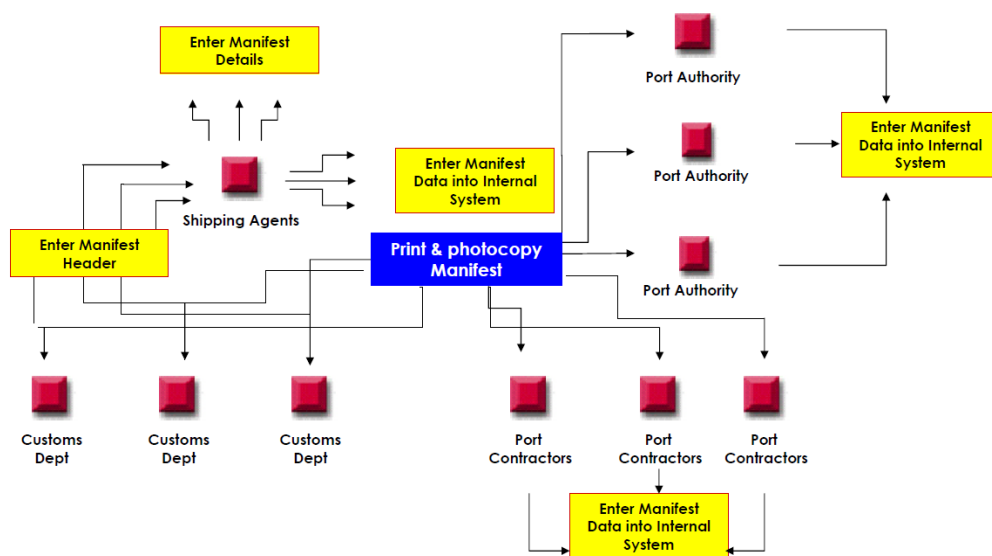 Enter Manifest
Details
Port Authority
Enter Manifest
Data into Internal
System
Enter Manifest
Data into Internal
System
Port Authority
Shipping Agents
Enter Manifest
Header
Print & photocopy
Manifest
Port Authority
Customs
Dept
Customs
Dept
Customs
Dept
Port
Contractors
Port
Contractors
Port
Contractors
Enter Manifest
Data into Internal
System